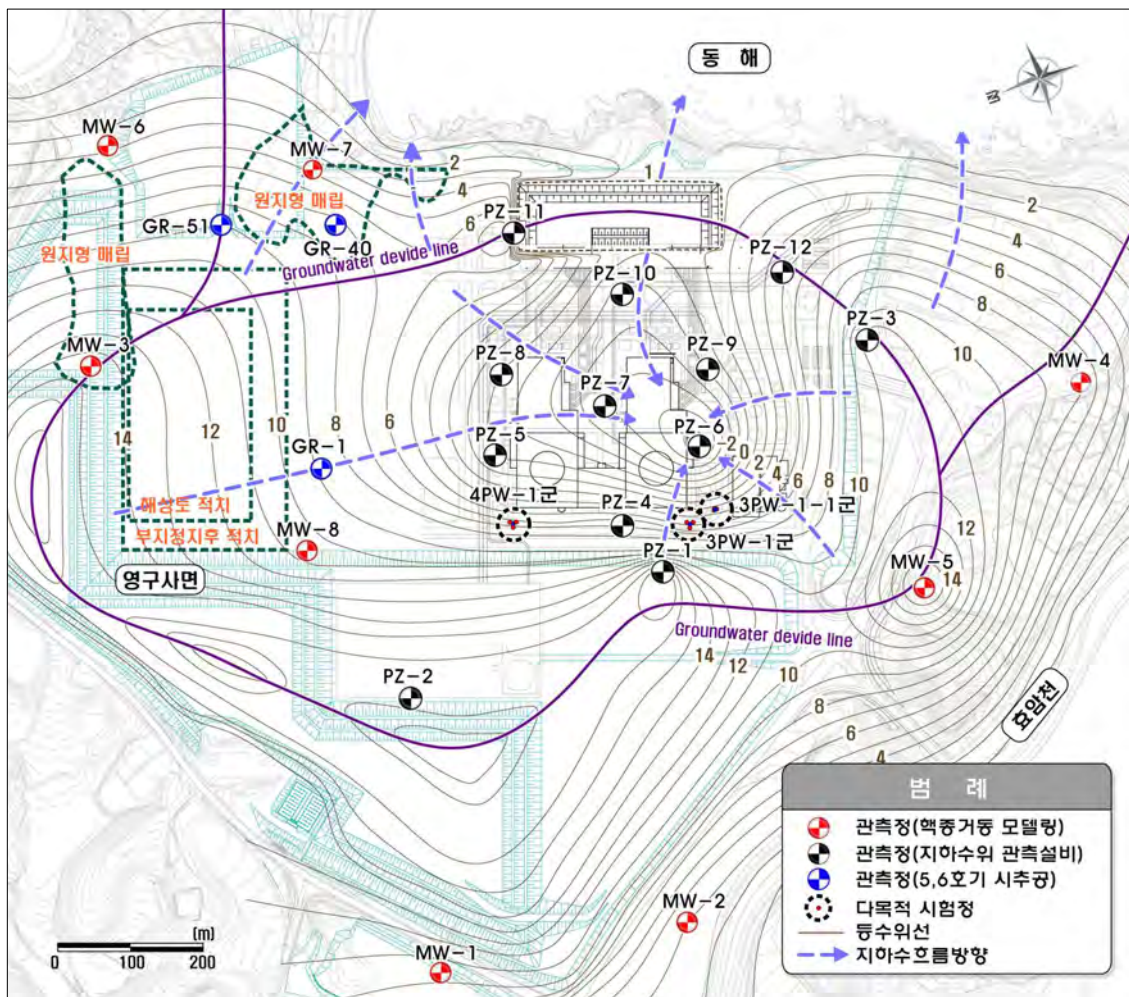 동 해
N
MW-6
MW-7
2
4
1
원지형 매립
GR-51
GR-40
6
PZ-11
2
4
6
8
10
원지형 매립
Groundwater devide line
PZ-10
PZ-12
PZ-3
MW-3
MW-4
PZ-8
PZ-9
PZ-7
14
12
10
8
6
PZ-5
PZ-6
-2
0
2
4
6
8
10
GR-1
12
해상도 적치
4PW-1군
PZ-4
3PW-1-1군
부지정지후 적치
MW-8
3PW-1군
영구사면
PZ-1
MW-5
14
Groundwater devide line
14
12
10
PZ-2
8
6
4
효암천
범 례
관측정(핵종거동 모델링)
관측정(지하수위 관측설비)
관측정(5,6호기 시추공)
다목적 시험정
등수위선
지하수흐름방향
MW-2
MW-1
(m)
0
100
200